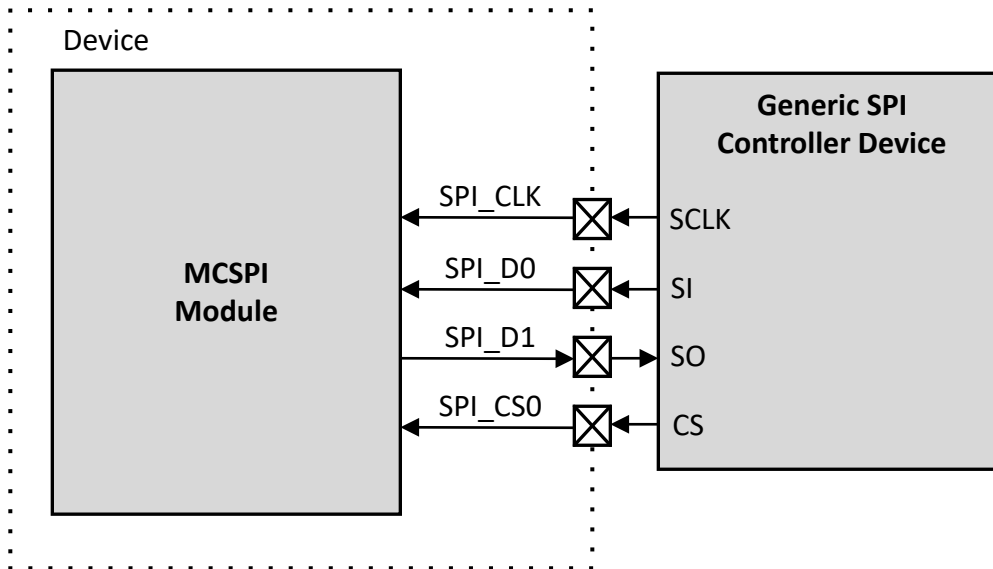 Device
Generic SPI
Controller Device
SPI_CLK
SCLK
MCSPI
Module
SPI_D0
SI
SPI_D1
SO
SPI_CS0
CS